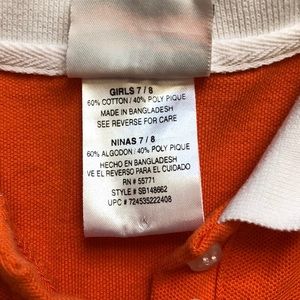 GIRLS 7 / 8
60% COTTON / 40% POLY PIQUE
MADE IN BANGLADESH
SEE REVERSE FOR CARE
NINAS 7 / 8
60% ALGODON / 40% POLY PIQUE
HECHO EN BANGLADESH
VE EL REVERSO PARA EL CUIDADO
RN # 55771
STYLE # SB148662
UPC # 724535222408